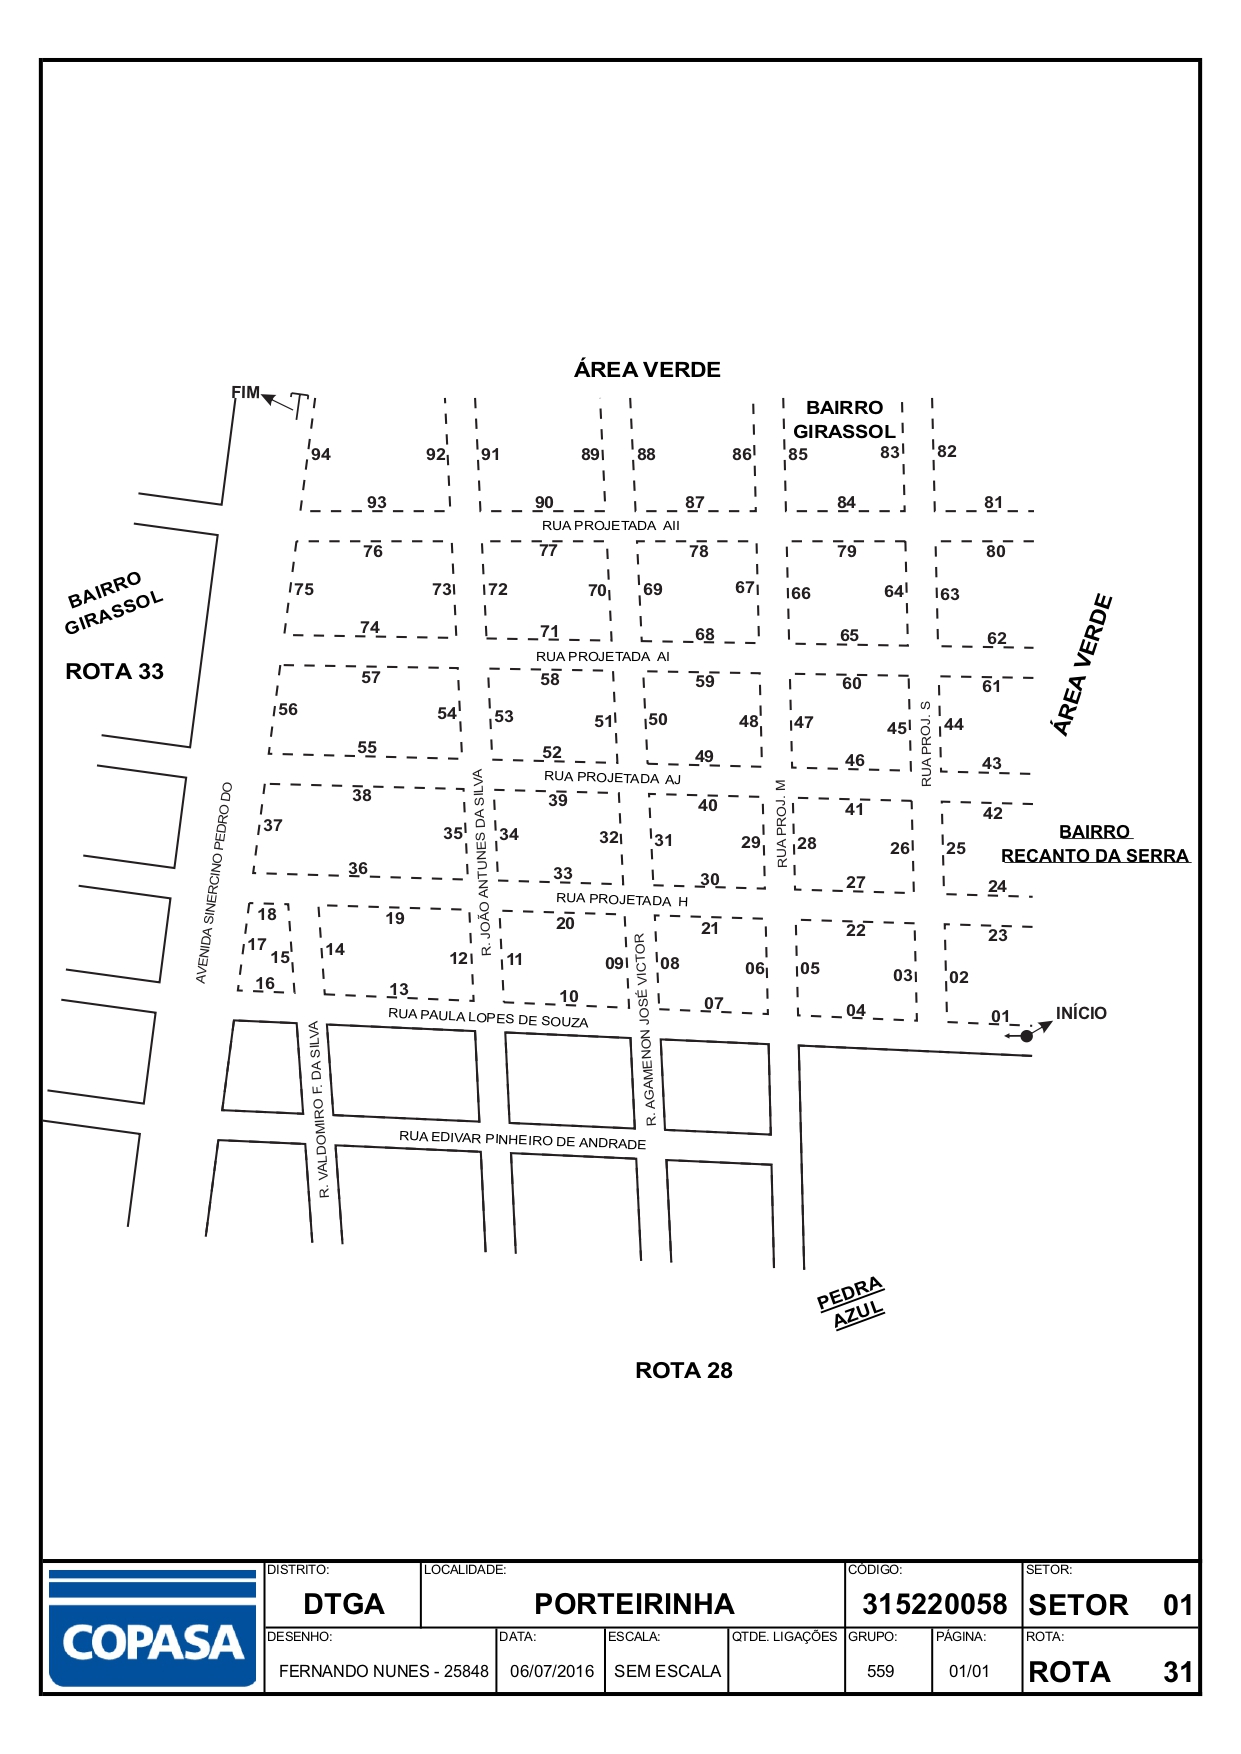 ÁREA VERDE
FIM
BAIRRO
GIRASSOL
94
92
91
89
88
86
85
83
82
93
90
87
84
81
RUA PROJETADA AII
76
77
78
79
80
75
73
72
70
69
67
66
64
63
74
71
68
65
62
BAIRRO
GIRASSOL
ROTA 33
ÁREA VERDE
RUA PROJETADA AI
57
58
59
60
61
56
54
53
51
50
48
47
45
44
55
52
49
46
43
RUA PROJ. S
RUA PROJETADA AJ
38
39
40
41
42
37
35
34
32
31
29
28
26
25
36
33
30
27
24
AVENIDA SINERCINO PEDRO DO
R. JOÃO ANTUNES DA SILVA
RUA PROJ. M
BAIRRO
RECANTO DA SERRA
RUA PROJETADA H
18
19
20
21
22
23
17
15
14
12
11
09
08
06
05
03
02
16
13
10
07
04
01
INÍCIO
RUA PAULA LOPES DE SOUZA
R. VALDOMIRO F. DA SILVA
R. AGAMENON JOSÉ VICTOR
RUA EDIVAR PINHEIRO DE ANDRADE
PEDRA
AZUL
ROTA 28
COPASA
DISTRITO:
DTGA
LOCALIDADE:
PORTEIRINHA
CÓDIGO:
315220058
SETOR:
SETOR 01
DESENHO:
FERNANDO NUNES - 25848
DATA:
06/07/2016
ESCALA:
SEM ESCALA
QTDE. LIGAÇÕES
GRUPO:
559
PÁGINA:
01/01
ROTA:
ROTA 31